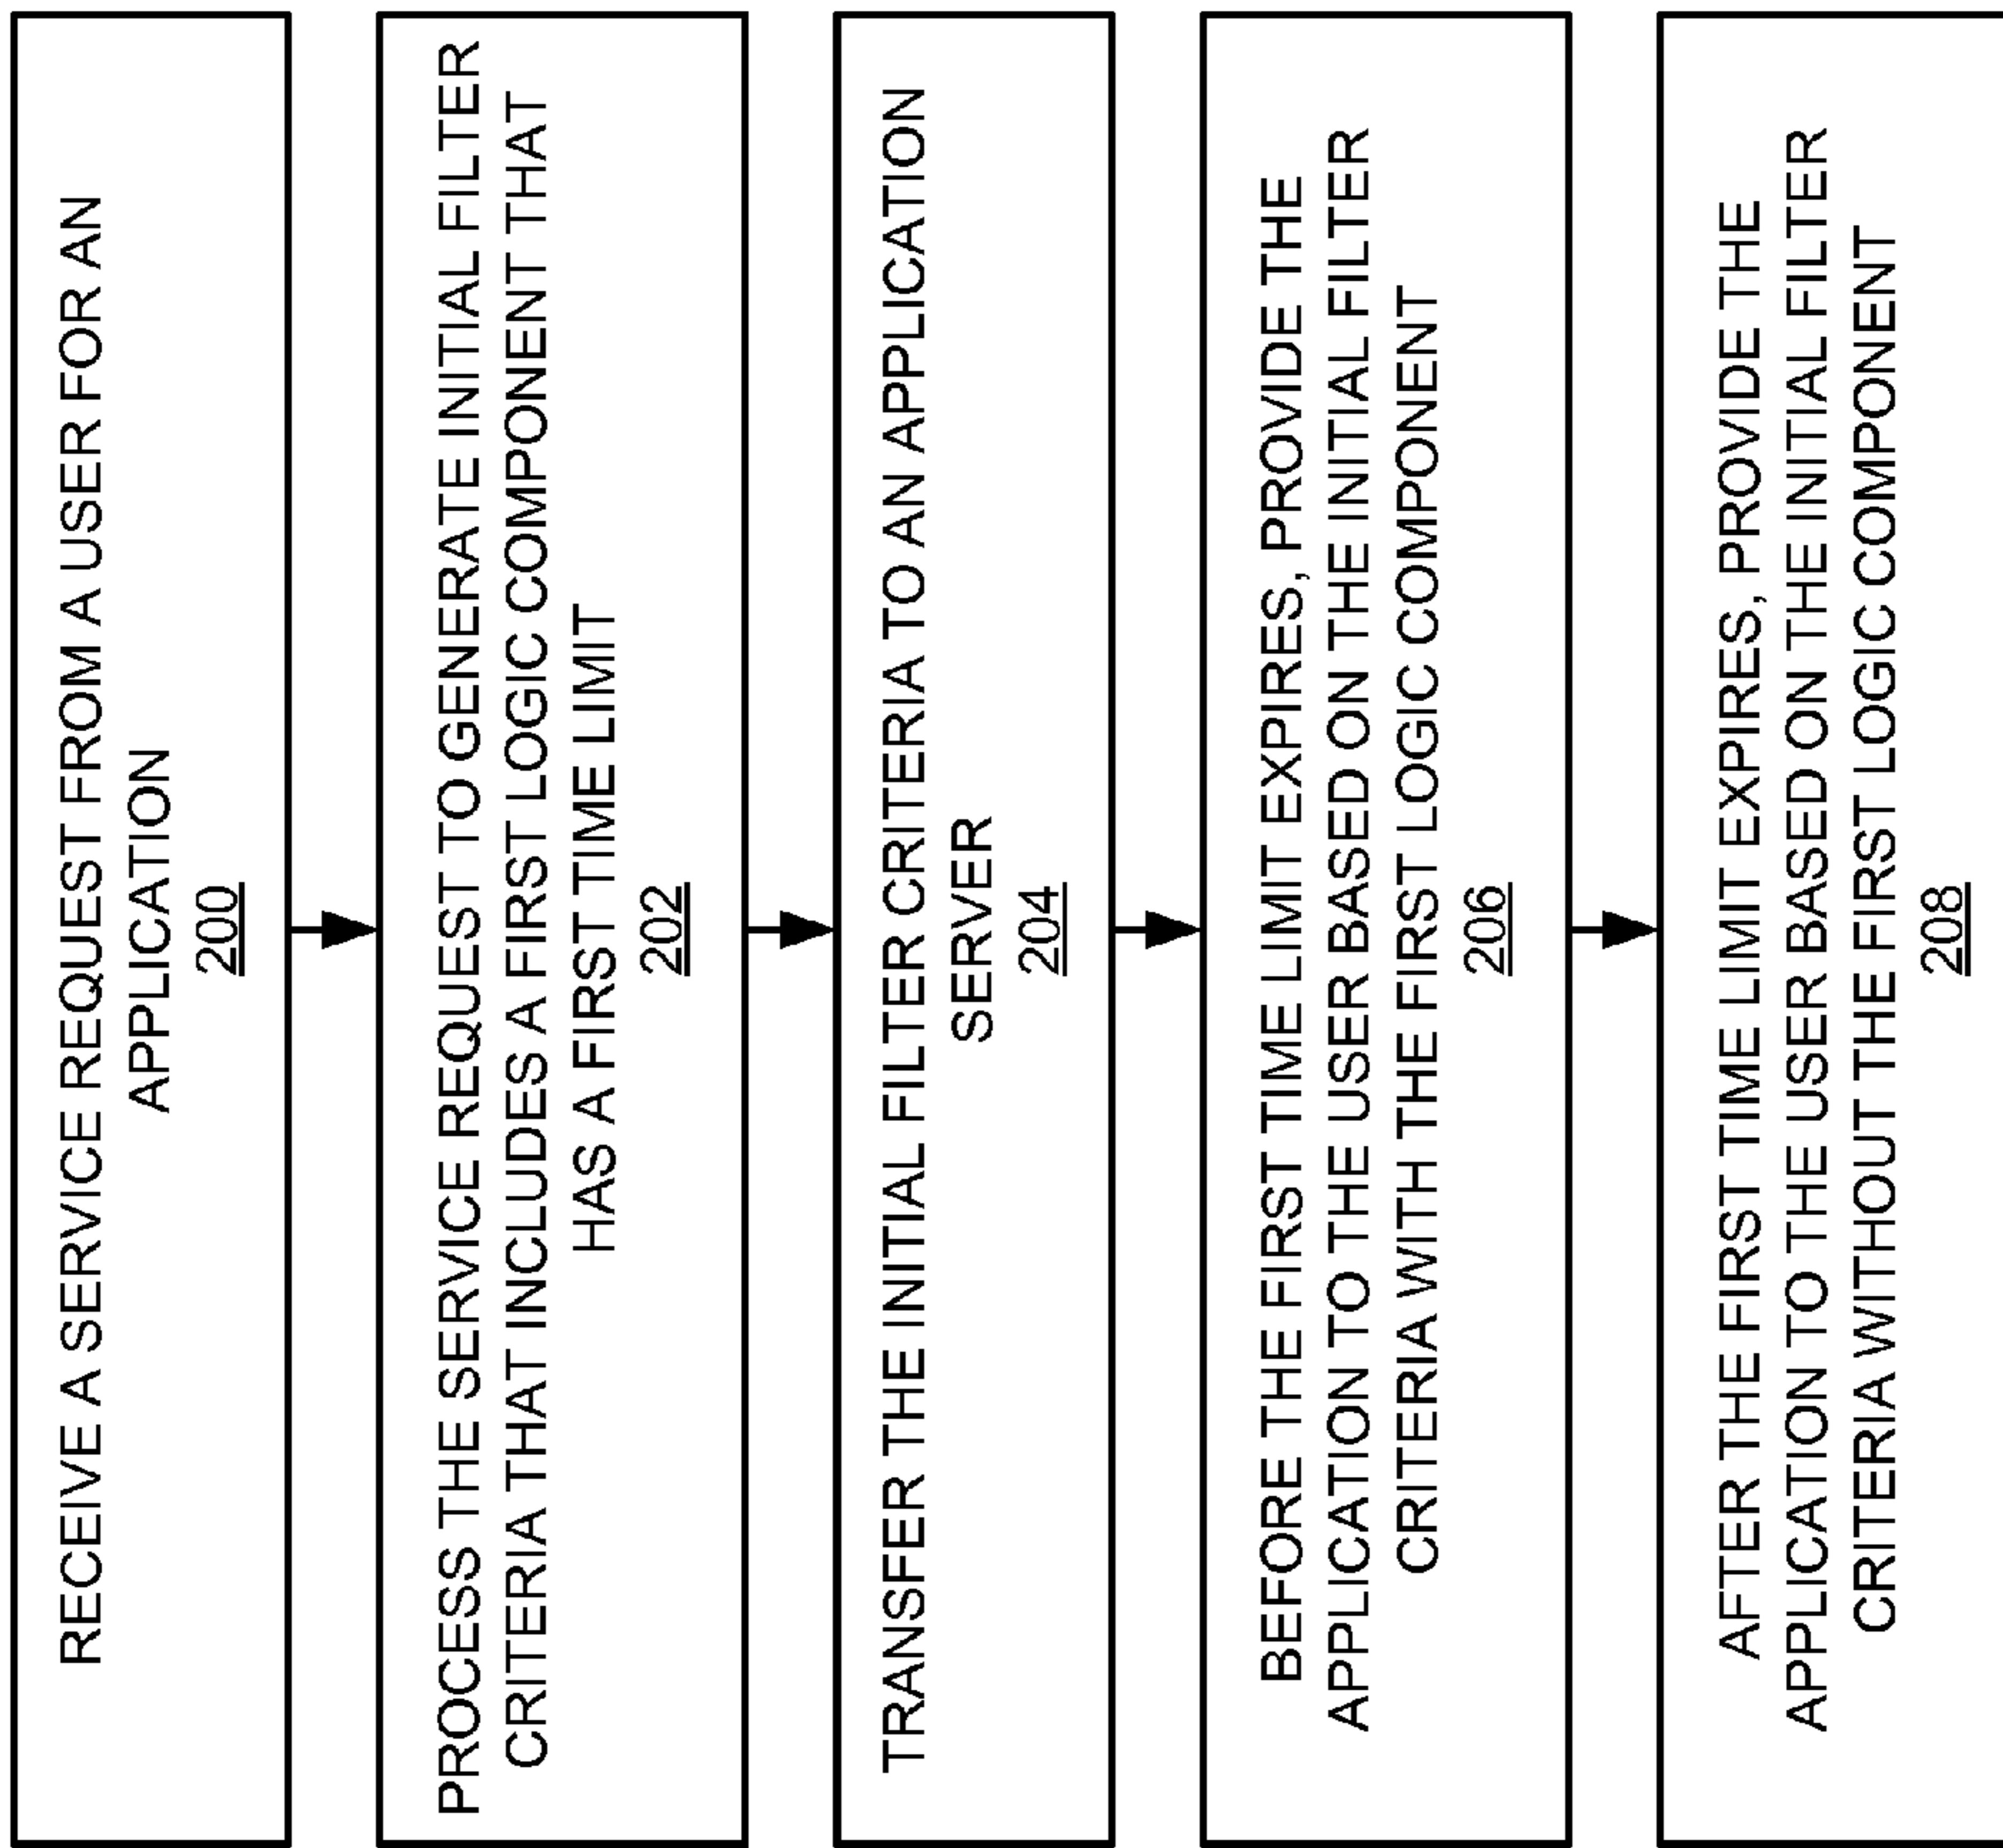 RECEIVE A SERVICE REQUEST FROM A USER FOR AN
APPLICATION
200
PROCESS THE SERVICE REQUEST TO GENERATE INITIAL FILTER
CRITERIA THAT INCLUDES A FIRST LOGIC COMPONENT THAT
HAS A FIRST TIME LIMIT
202
TRANSFER THE INITIAL FILTER CRITERIA TO AN APPLICATION
SERVER
204
BEFORE THE FIRST TIME LIMIT EXPIRES, PROVIDE THE
APPLICATION TO THE USER BASED ON THE INITIAL FILTER
CRITERIA WITH THE FIRST LOGIC COMPONENT
206
AFTER THE FIRST TIME LIMIT EXPIRES, PROVIDE THE
APPLICATION TO THE USER BASED ON THE INITIAL FILTER
CRITERIA WITHOUT THE FIRST LOGIC COMPONENT
208